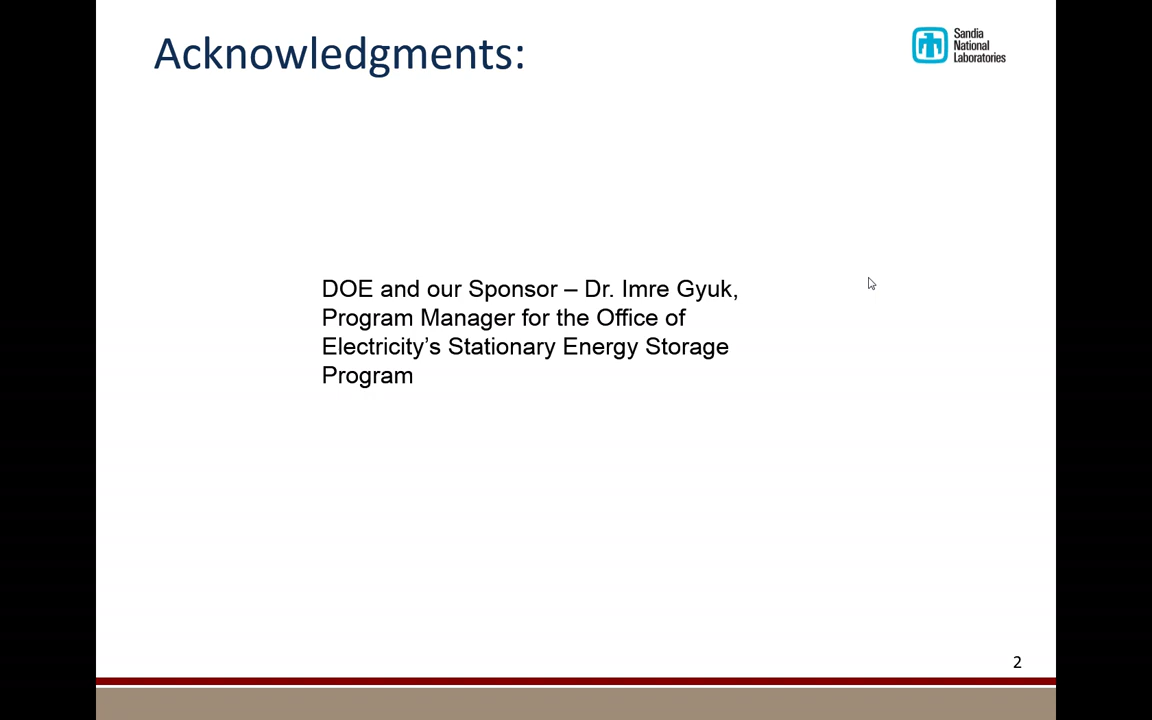 Acknowledgments:
Sandia
National
Laboratories
DOE and our Sponsor – Dr. Imre Gyuk,
Program Manager for the Office of
Electricity’s Stationary Energy Storage
Program
2